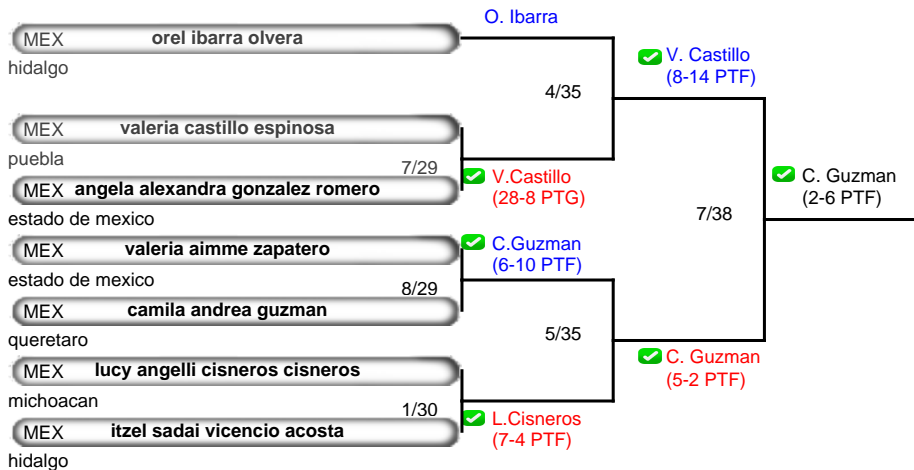 O. Ibarra
MEX orel ibarra olvera
hidalgo
V. Castillo
(8-14 PTF)
4/35
MEX valeria castillo espinosa
puebla
7/29
V.Castillo
(28-8 PTG)
MEX angela alexandra gonzalez romero
estado de mexico
C. Guzman
(2-6 PTF)
7/38
MEX valeria aimme zapatero
estado de mexico
C.Guzman
(6-10 PTF)
8/29
MEX camila andrea guzman
queretaro
5/35
C. Guzman
(5-2 PTF)
MEX lucy angelli cisneros cisneros
michoacan
1/30
L.Cisneros
(7-4 PTF)
MEX itzel sadai vicencio acosta
hidalgo